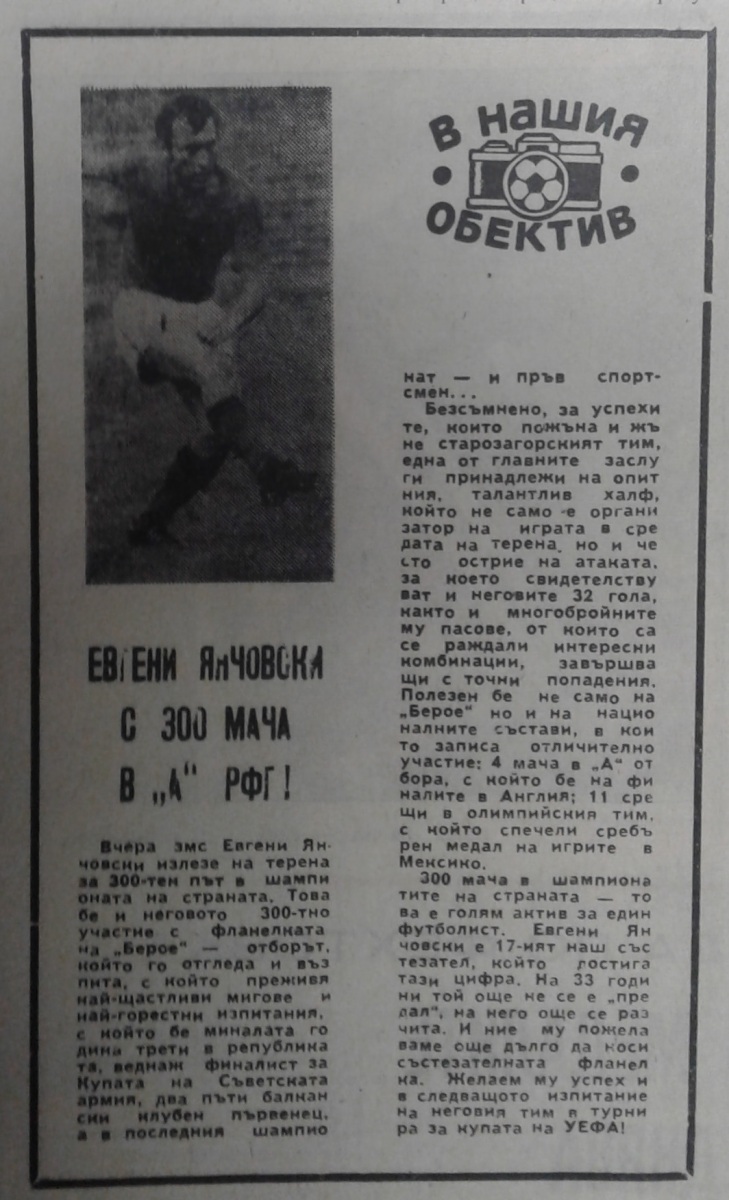 В НАШИЯ
ОБЕКТИВ
ЕВГЕНИ ЯНЧОВСКИ
С 300 МАЧА
В „А“ РФГ!
Вчера змс Евгени Ян-
човски излезе на терена
за 300-тен път в шампи
оната на страната. Това
бе и неговото 300-тно
участие с фланелката
на „Берое“ — отборът,
който го отгледа и въз
пита, с който преживя
най-щастливи мигове и
най-горестни изпитания,
с който бе миналата го
дина трети в република
та, веднаж финалист за
Купата на Съветската
армия, два пъти балкан
ски клубен първенец,
а в последния шампио
нат — и пръв спорт-
смен...
Безсъмнено, за успехи
те, които пожъна и жъ
не старозагорският тим,
една от главните заслу
ги принадлежи на опит
ния, талантлив халф,
който не само е органи
затор на играта в сре
дата на терена, но и че
сто острие на атаката,
за което свидетелству
ват и неговите 32 гола,
както и многобройните
му пасове, от които са
се раждали интересни
комбинации, завършва
щи с точни попадения.
Полезен бе не само на
„Берое“ но и на нацио
налните състави, в кои
то записа отличително
участие: 4 мача в „А“ от
бора, с който бе на фи
налите в Англия; 11 сре
щи в олимпийския тим,
с който спечели сребъ
рен медал на игрите в
Мексико.
300 мача в шампиона
тите на страната — то
ва е голям актив за един
футболист. Евгени Ян
човски е 17-ият наш със
тезател, който достига
тази цифра. На 33 годи
ни той още не се е „пре
дал“, на него още се раз
чита. И ние му пожела
ваме още дълго да носи
състезателната фланел
ка. Желаем му успех и
в следващото изпитание
на неговия тим в турни
ра за купата на УЕФА!